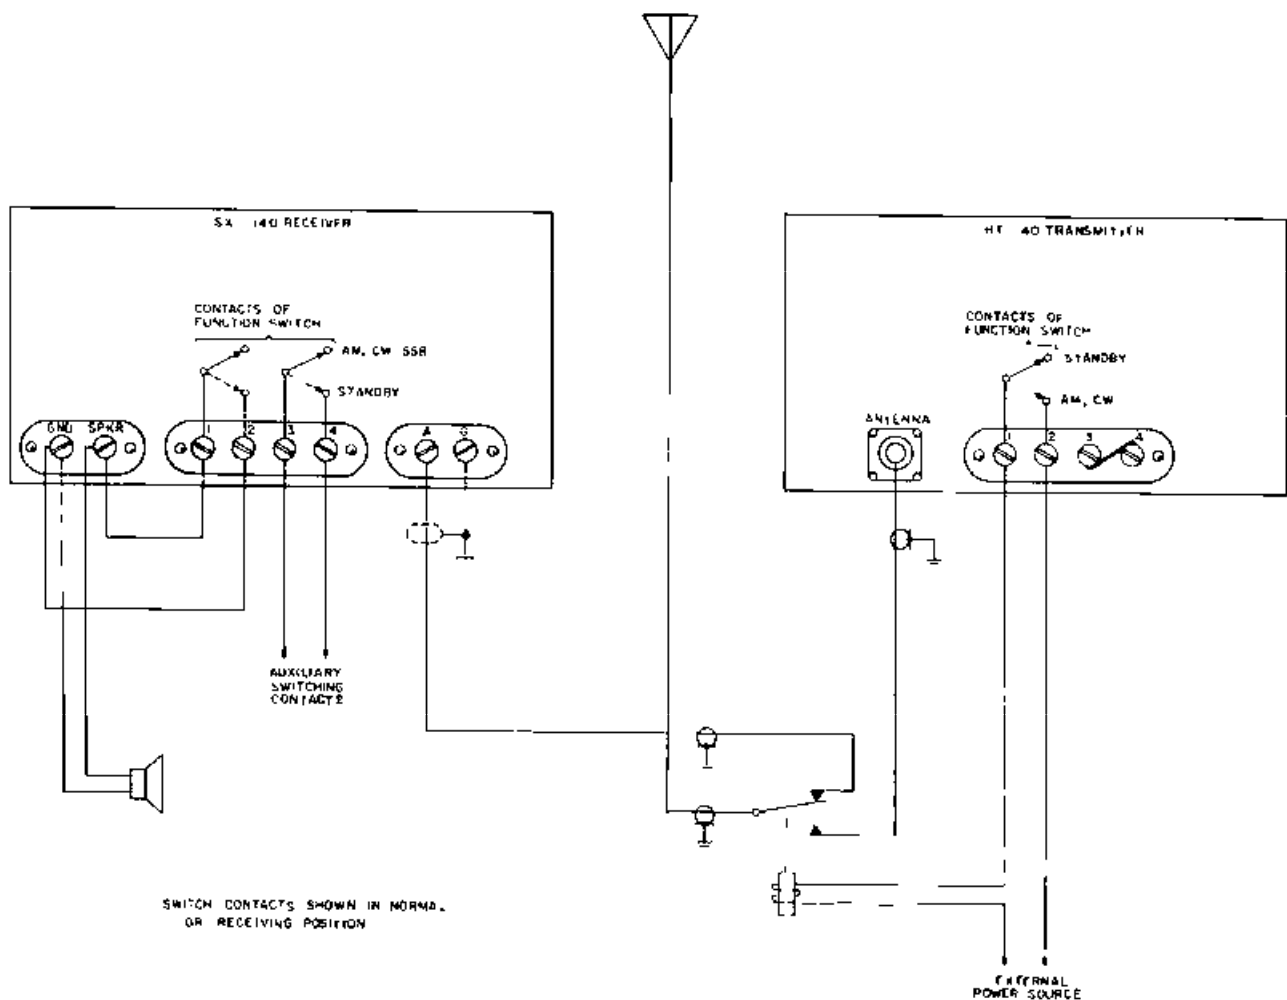 SX 140 RECEIVER
CONTACTS OF
FUNCTION SWITCH
AM, CW SSB
STANDBY
GND SPKR
1 2 3 4
A G
AUXILIARY
SWITCHING
CONTACTS
HT 40 TRANSMITTER
CONTACTS OF
FUNCTION SWITCH
STANDBY
AM, CW
ANTENNA
1 2 3 4
SWITCH CONTACTS SHOWN IN NORMAL
OR RECEIVING POSITION
EXTERNAL
POWER SOURCE